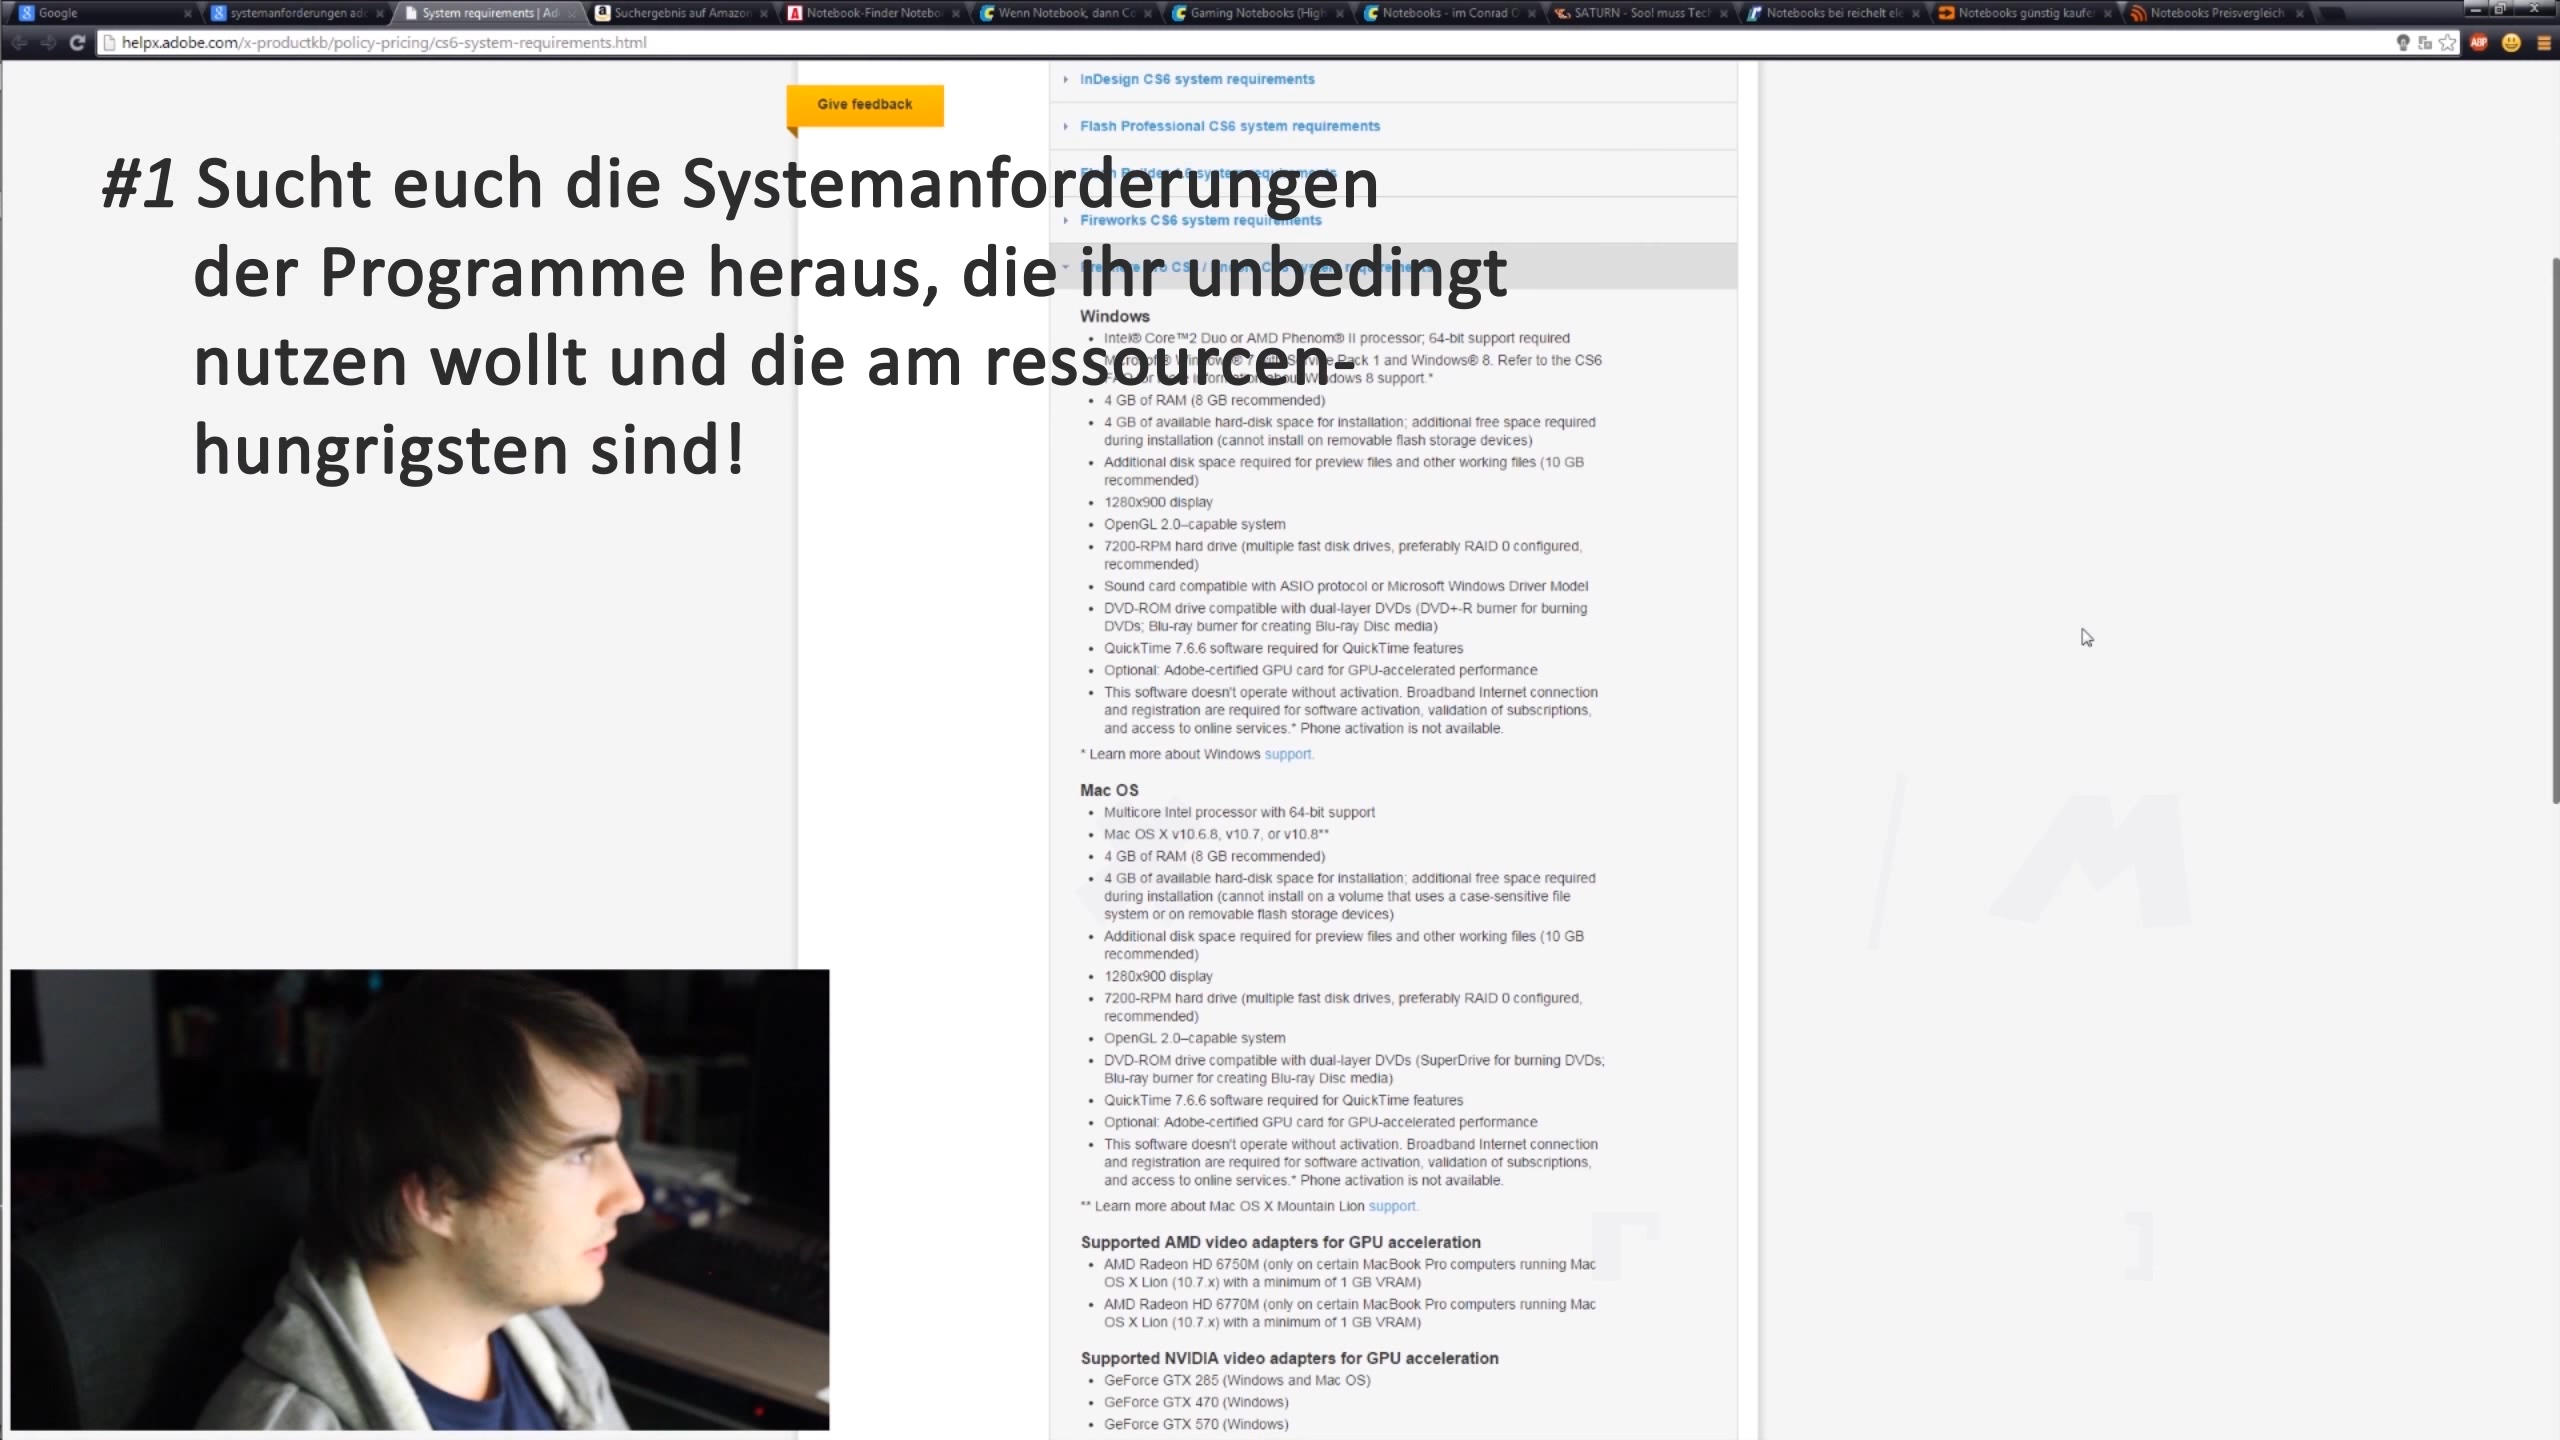 Google
systemanforderungen ado
System requirements | Ad
Suchergebnis auf Amazon
Notebook-Finder Notebo
Wenn Notebook, dann Co
Gaming Notebooks (High
Notebooks - im Conrad O
SATURN - Soo! muss Tech
Notebooks bei reichelt ele
Notebooks günstig kaufe
Notebooks Preisvergleich
helpx.adobe.com/x-productkb/policy-pricing/cs6-system-requirements.html
ABP
Give feedback
#1 Sucht euch die Systemanforderungen
der Programme heraus, die ihr unbedingt
nutzen wollt und die am ressourcen-
hungrigsten sind!
InDesign CS6 system requirements
Flash Professional CS6 system requirements
Fireworks CS6 system requirements
Windows
Intel® Core™2 Duo or AMD Phenom® II processor; 64-bit support required
Pack 1 and Windows® 8. Refer to the CS6
Windows 8 support.*
4 GB of RAM (8 GB recommended)
4 GB of available hard-disk space for installation; additional free space required
during installation (cannot install on removable flash storage devices)
Additional disk space required for preview files and other working files (10 GB
recommended)
1280x900 display
OpenGL 2.0–capable system
7200-RPM hard drive (multiple fast disk drives, preferably RAID 0 configured,
recommended)
Sound card compatible with ASIO protocol or Microsoft Windows Driver Model
DVD-ROM drive compatible with dual-layer DVDs (DVD+-R burner for burning
DVDs; Blu-ray burner for creating Blu-ray Disc media)
QuickTime 7.6.6 software required for QuickTime features
Optional: Adobe-certified GPU card for GPU-accelerated performance
This software doesn't operate without activation. Broadband Internet connection
and registration are required for software activation, validation of subscriptions,
and access to online services.* Phone activation is not available.
* Learn more about Windows support.
Mac OS
Multicore Intel processor with 64-bit support
Mac OS X v10.6.8, v10.7, or v10.8**
4 GB of RAM (8 GB recommended)
4 GB of available hard-disk space for installation; additional free space required
during installation (cannot install on a volume that uses a case-sensitive file
system or on removable flash storage devices)
Additional disk space required for preview files and other working files (10 GB
recommended)
1280x900 display
7200-RPM hard drive (multiple fast disk drives, preferably RAID 0 configured,
recommended)
OpenGL 2.0–capable system
DVD-ROM drive compatible with dual-layer DVDs (SuperDrive for burning DVDs;
Blu-ray burner for creating Blu-ray Disc media)
QuickTime 7.6.6 software required for QuickTime features
Optional: Adobe-certified GPU card for GPU-accelerated performance
This software doesn't operate without activation. Broadband Internet connection
and registration are required for software activation, validation of subscriptions,
and access to online services.* Phone activation is not available.
** Learn more about Mac OS X Mountain Lion support.
Supported AMD video adapters for GPU acceleration
AMD Radeon HD 6750M (only on certain MacBook Pro computers running Mac
OS X Lion (10.7.x) with a minimum of 1 GB VRAM)
AMD Radeon HD 6770M (only on certain MacBook Pro computers running Mac
OS X Lion (10.7.x) with a minimum of 1 GB VRAM)
Supported NVIDIA video adapters for GPU acceleration
GeForce GTX 285 (Windows and Mac OS)
GeForce GTX 470 (Windows)
GeForce GTX 570 (Windows)